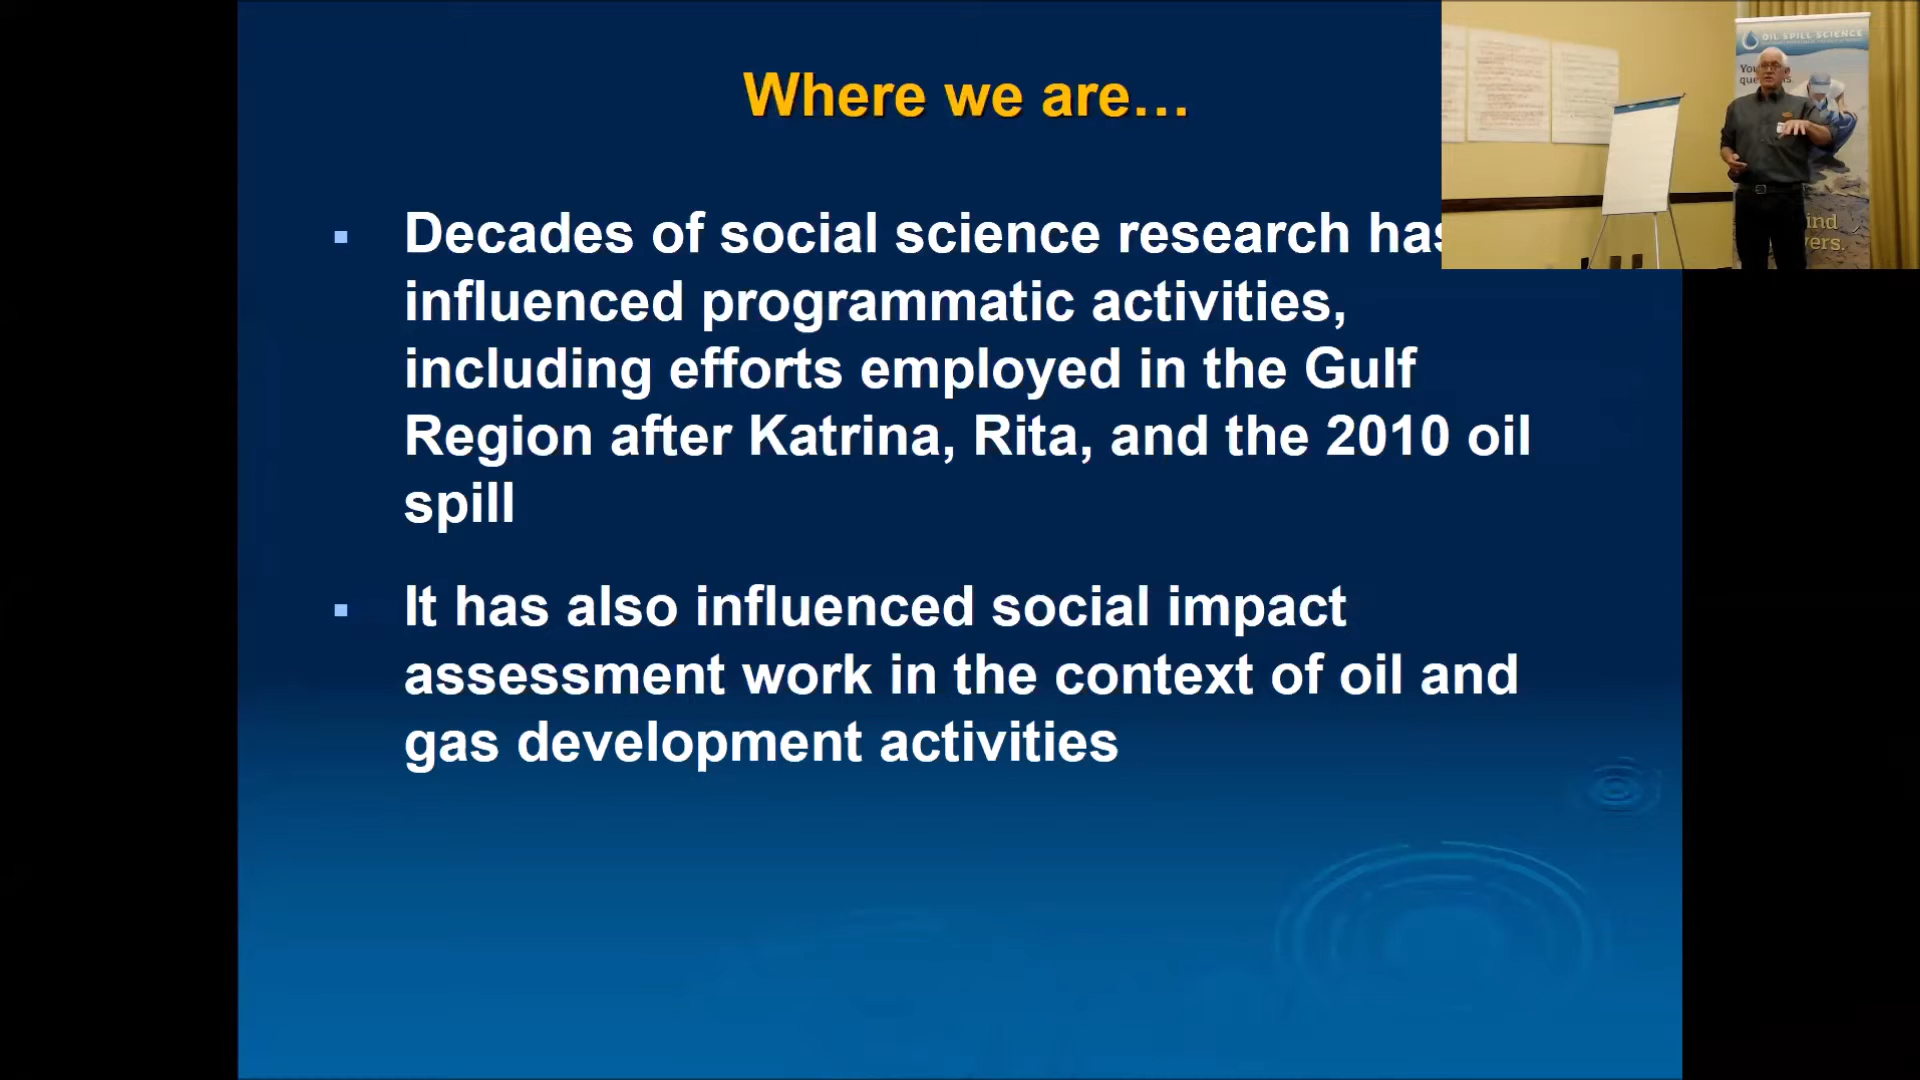 Where we are…
Decades of social science research has
influenced programmatic activities,
including efforts employed in the Gulf
Region after Katrina, Rita, and the 2010 oil
spill
It has also influenced social impact
assessment work in the context of oil and
gas development activities
OIL SPILL SCIENCE